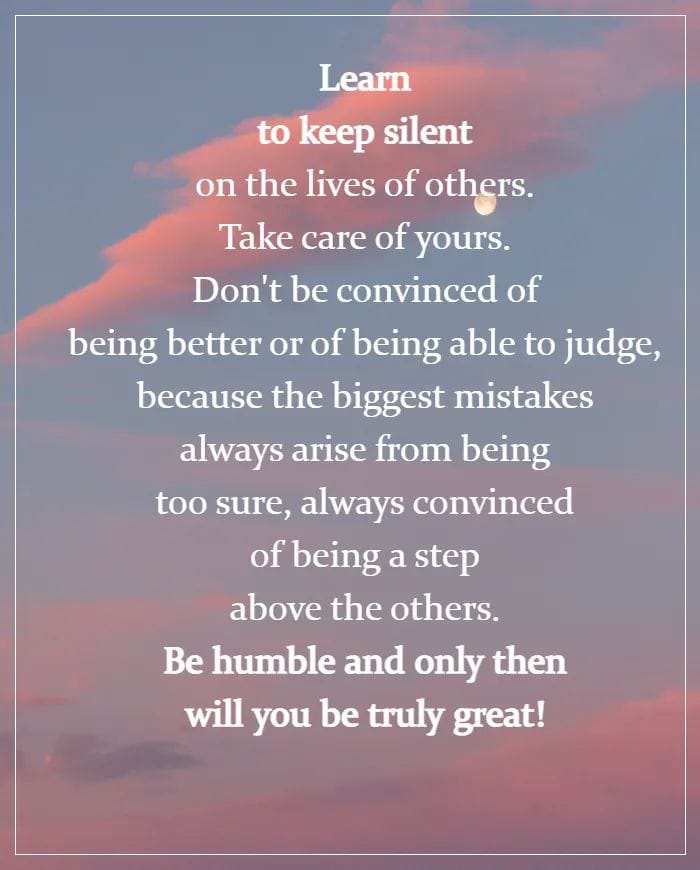 Learn
to keep silent
on the lives of others.
Take care of yours.
Don't be convinced of
being better or of being able to judge,
because the biggest mistakes
always arise from being
too sure, always convinced
of being a step
above the others.
Be humble and only then
will you be truly great!